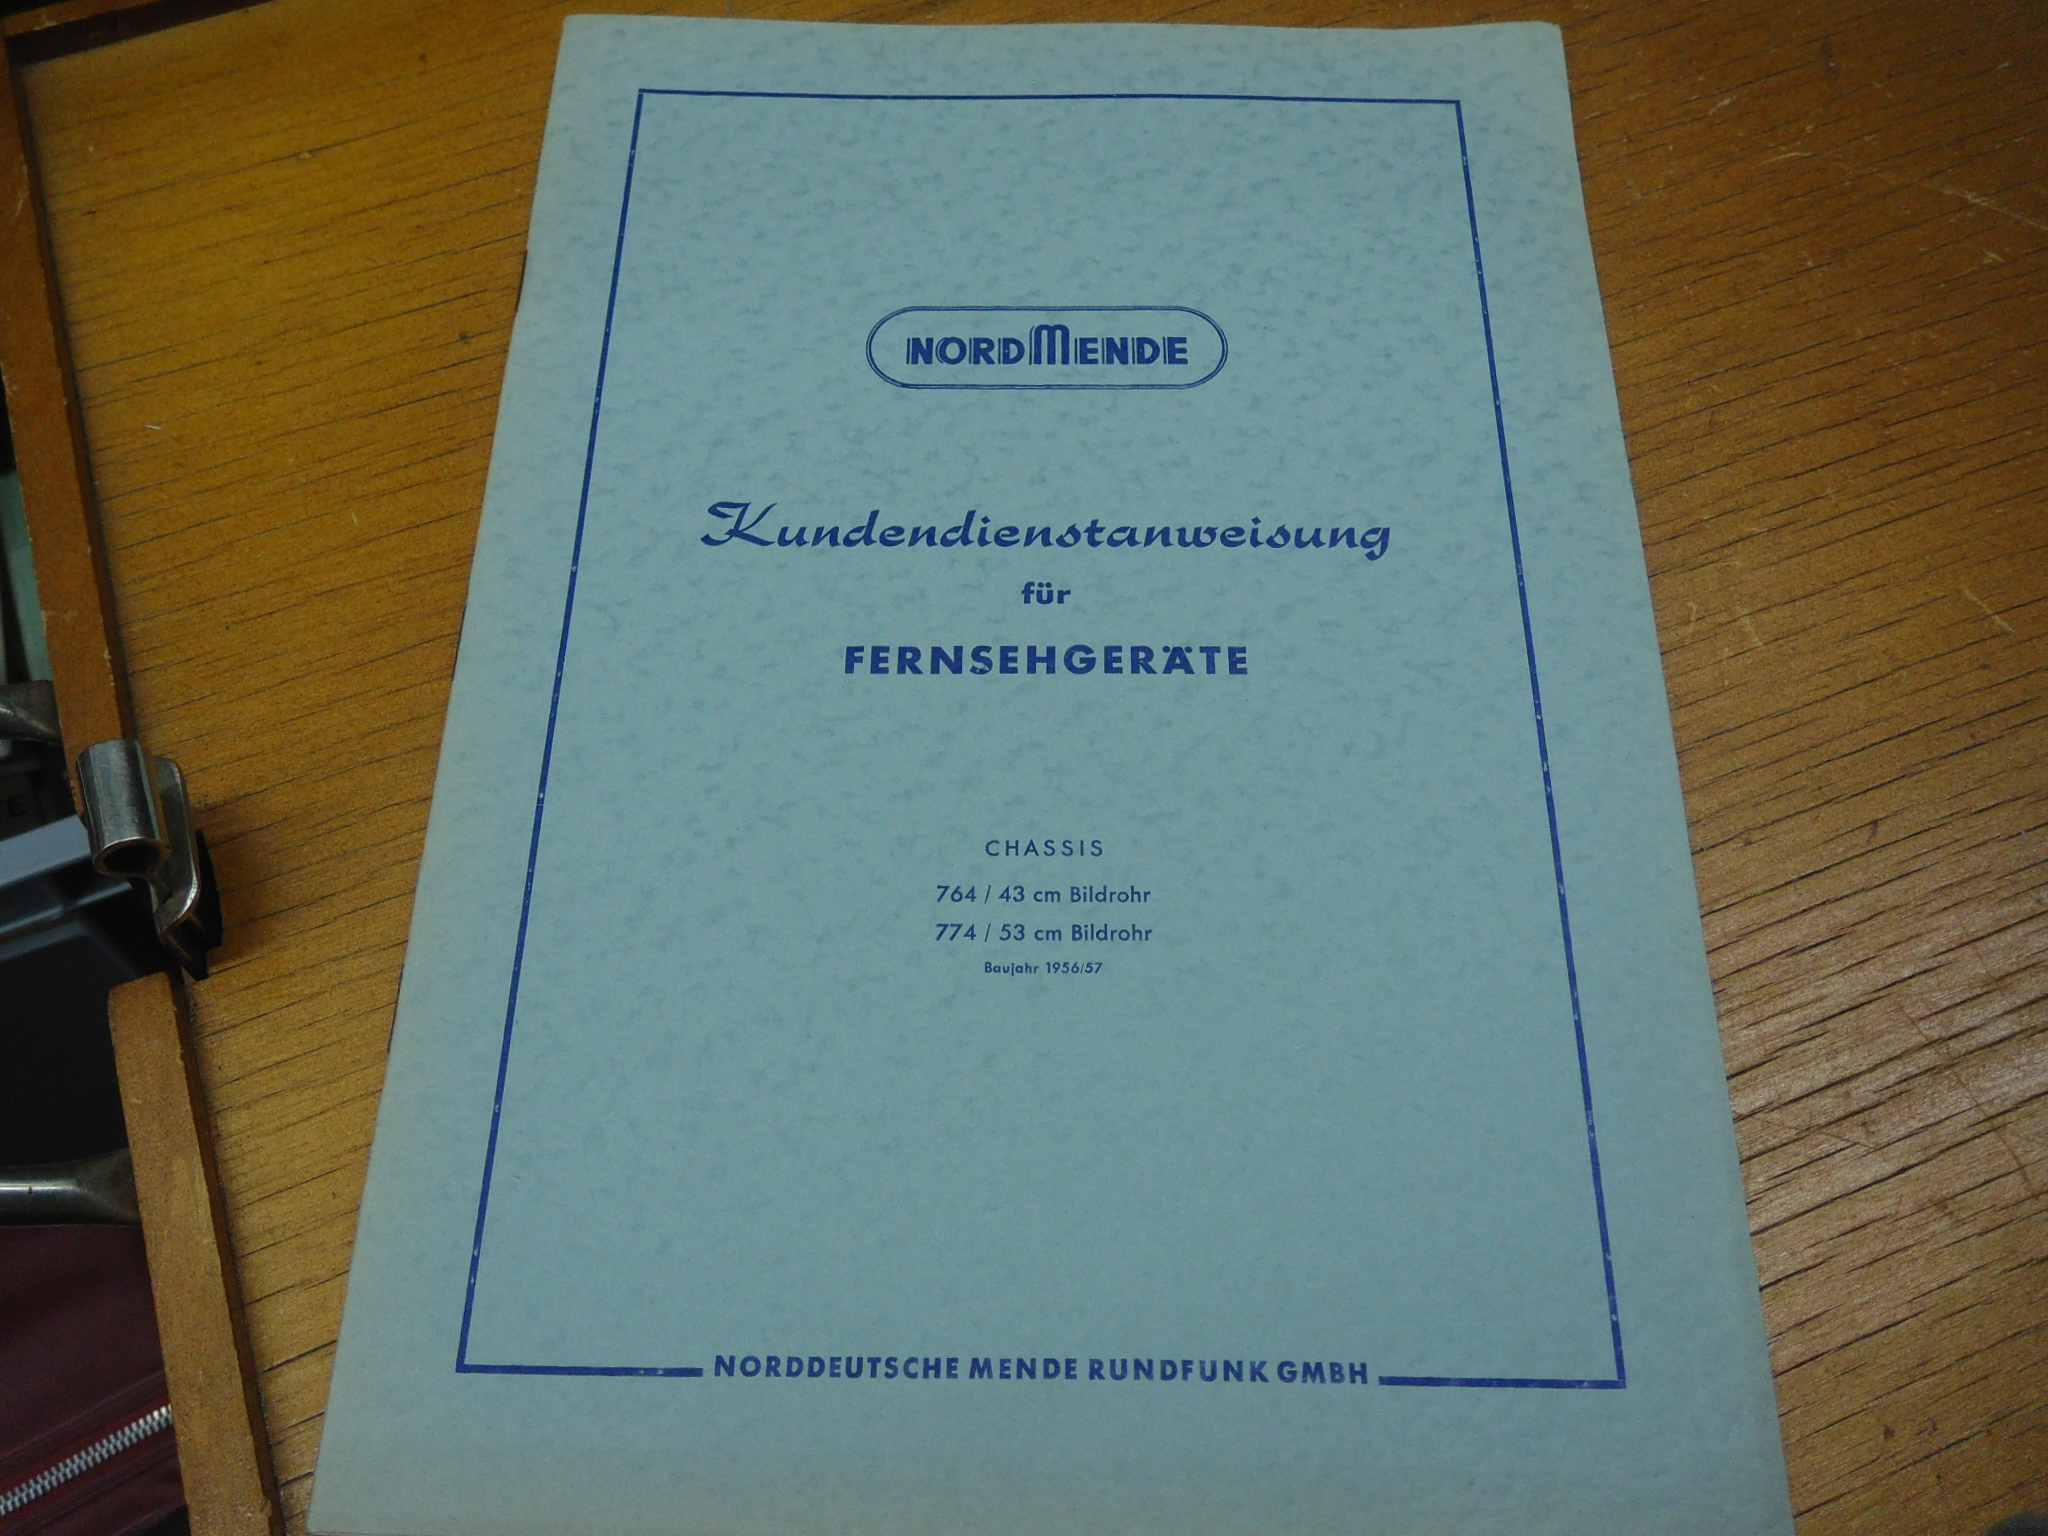 NORDMENDE
Kundendienstanweisung
für
FERNSEHGERÄTE
CHASSIS
764 / 43 cm Bildrohr
774 / 53 cm Bildrohr
Baujahr 1956/57
NORDDEUTSCHE MENDE RUNDFUNK GMBH